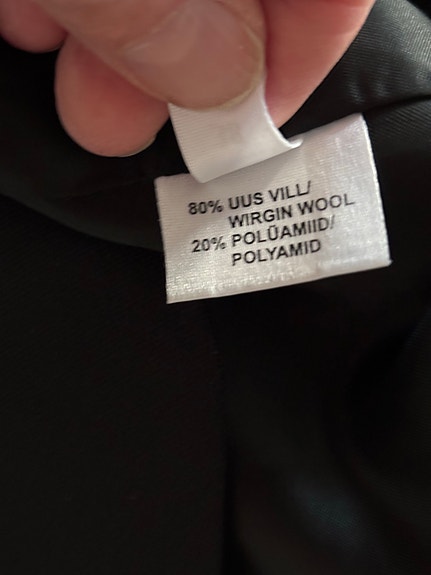 80% UUS VILL/
WIRGIN WOOL
20% POLÜAMIID/
POLYAMID